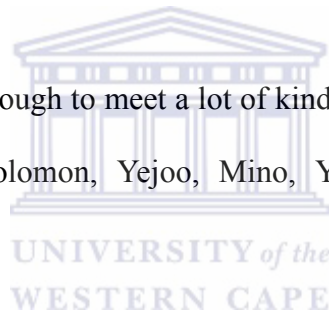 ough to meet a lot of kind
olomon, Yejoo, Mino, Y
UNIVERSITY of the
WESTERN CAPE